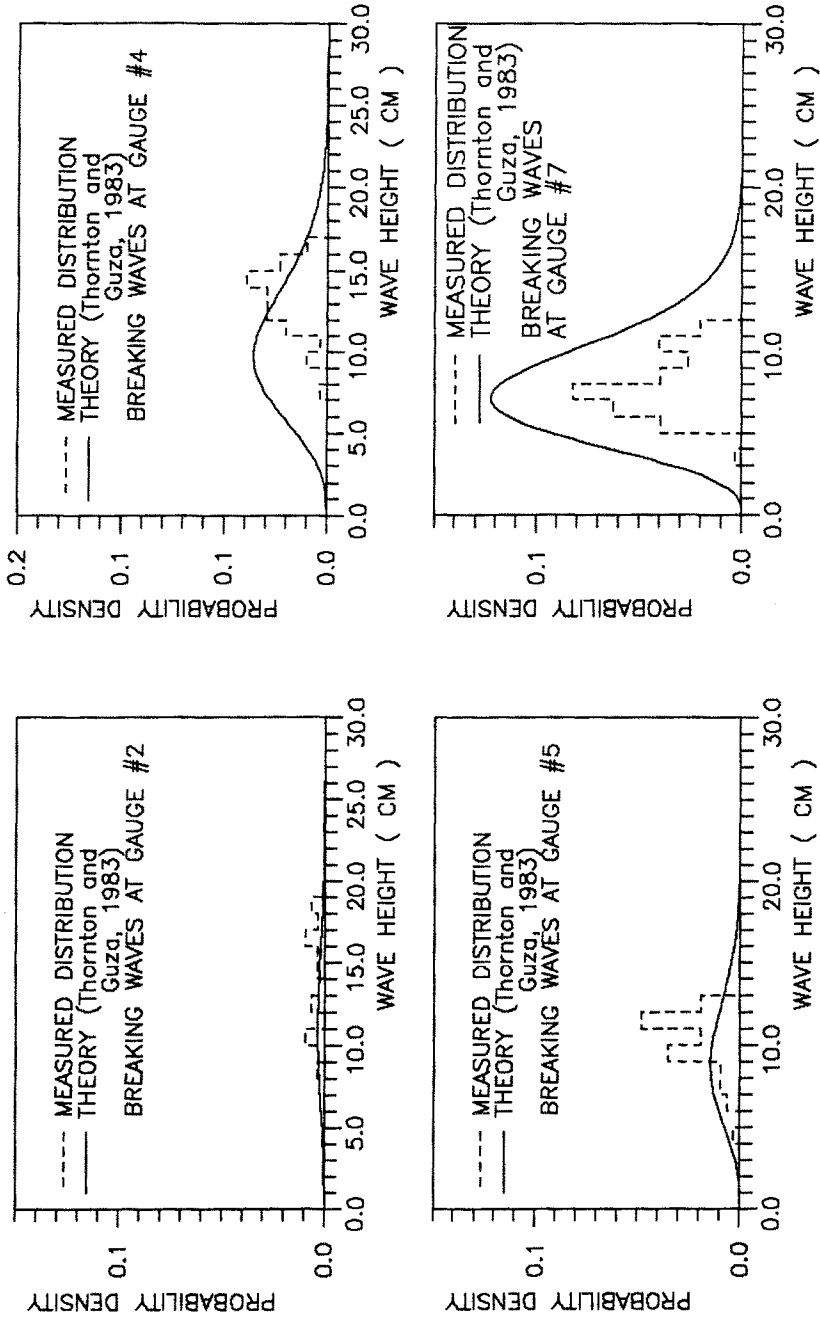 PROBABILITY DENSITY
0.1
0.0
---- MEASURED DISTRIBUTION
—— THEORY (Thornton and
Guza, 1983)
BREAKING WAVES AT GAUGE #2
0.0 5.0 10.0 15.0 20.0 25.0 30.0
WAVE HEIGHT ( CM )
PROBABILITY DENSITY
0.2
0.1
0.1
0.0
---- MEASURED DISTRIBUTION
—— THEORY (Thornton and
Guza, 1983)
BREAKING WAVES AT GAUGE #4
0.0 5.0 10.0 15.0 20.0 25.0 30.0
WAVE HEIGHT ( CM )
PROBABILITY DENSITY
0.1
0.0
---- MEASURED DISTRIBUTION
—— THEORY (Thornton and
Guza, 1983)
BREAKING WAVES AT GAUGE #5
0.0 10.0 20.0 30.0
WAVE HEIGHT ( CM )
PROBABILITY DENSITY
0.1
0.0
---- MEASURED DISTRIBUTION
—— THEORY (Thornton and
Guza, 1983)
BREAKING WAVES
AT GAUGE #7
0.0 10.0 20.0 30.0
WAVE HEIGHT ( CM )